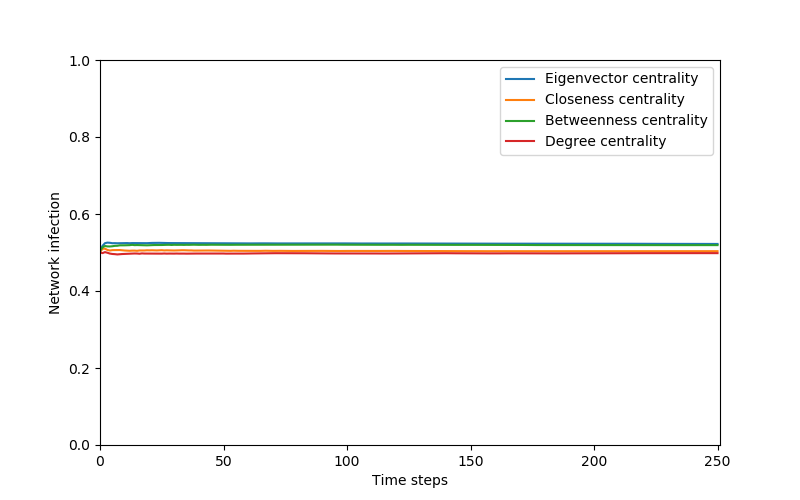 1.0
0.8
0.6
0.4
0.2
0.0
Network infection
0
50
100
150
200
250
Time steps
Eigenvector centrality
Closeness centrality
Betweenness centrality
Degree centrality